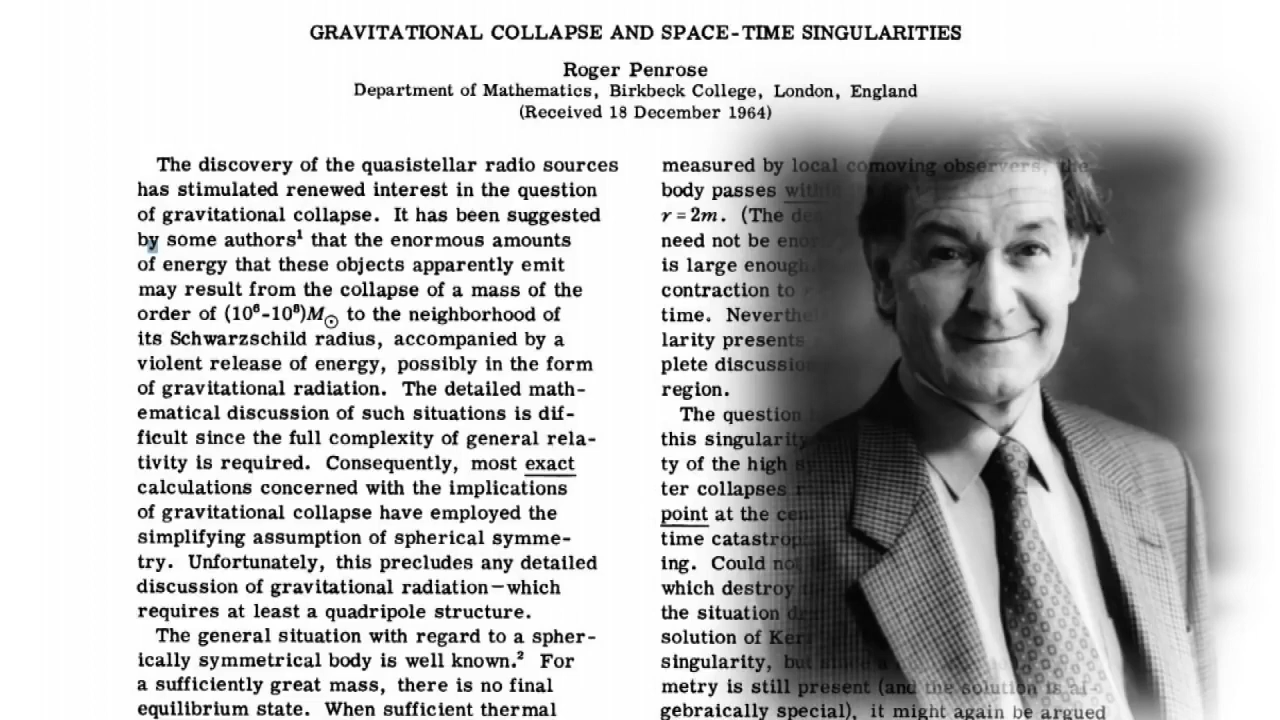 GRAVITATIONAL COLLAPSE AND SPACE-TIME SINGULARITIES
Roger Penrose
Department of Mathematics, Birkbeck College, London, England
(Received 18 December 1964)
The discovery of the quasistellar radio sources
has stimulated renewed interest in the question
of gravitational collapse. It has been suggested
by some authors¹ that the enormous amounts
of energy that these objects apparently emit
may result from the collapse of a mass of the
order of (10⁶-10⁸)M☉ to the neighborhood of
its Schwarzschild radius, accompanied by a
violent release of energy, possibly in the form
of gravitational radiation. The detailed math-
ematical discussion of such situations is dif-
ficult since the full complexity of general rela-
tivity is required. Consequently, most exact
calculations concerned with the implications
of gravitational collapse have employed the
simplifying assumption of spherical symme-
try. Unfortunately, this precludes any detailed
discussion of gravitational radiation—which
requires at least a quadripole structure.
The general situation with regard to a spher-
ically symmetrical body is well known.² For
a sufficiently great mass, there is no final
equilibrium state. When sufficient thermal
measured by local comoving observers, the
body passes within
r = 2m. (The
need not be
is large enough
contraction to
time.
larity presents
plete discussion
region.
The question
this singularity
ty of the high
ter collapses
point at the
time
ing. Could
which destroy
the situation
solution of
singularity, but
metry is still present (and the solution is al-
gebraically special), it might again be argued